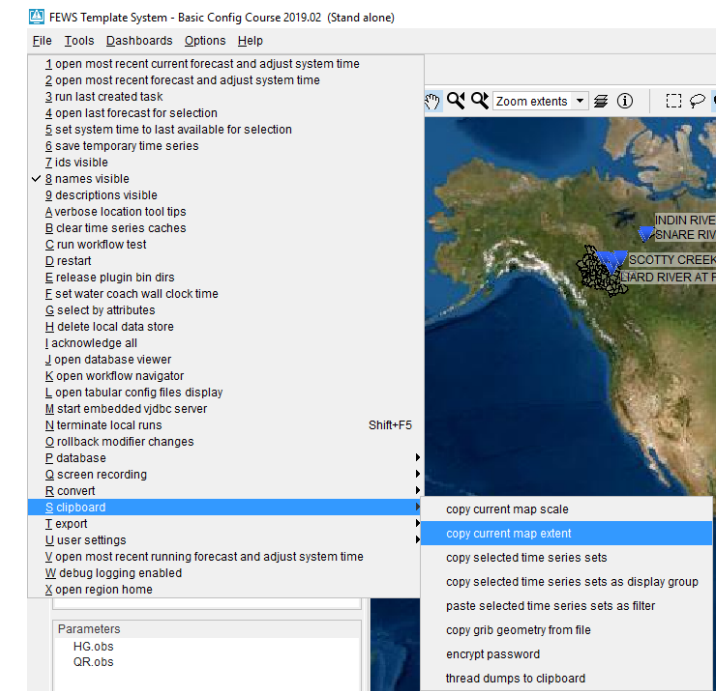 FEWS Template System - Basic Config Course 2019.02 (Stand alone)
File Tools Dashboards Options Help
1 open most recent current forecast and adjust system time
2 open most recent forecast and adjust system time
3 run last created task
4 open last forecast for selection
5 set system time to last available for selection
6 save temporary time series
7 ids visible
8 names visible
9 descriptions visible
A verbose location tool tips
B clear time series caches
C run workflow test
D restart
E release plugin bin dirs
F set water coach wall clock time
G select by attributes
H delete local data store
I acknowledge all
J open database viewer
K open workflow navigator
L open tabular config files display
M start embedded vjdbc server
N terminate local runs Shift+F5
O rollback modifier changes
P database
Q screen recording
R convert
S clipboard
T export
U user settings
V open most recent running forecast and adjust system time
W debug logging enabled
X open region home
copy current map scale
copy current map extent
copy selected time series sets
copy selected time series sets as display group
paste selected time series sets as filter
copy grib geometry from file
encrypt password
thread dumps to clipboard
Zoom extents
INDIN RIVE
SNARE RIV
SCOTTY CREEK
LIARD RIVER AT F
Parameters
HG.obs
QR.obs